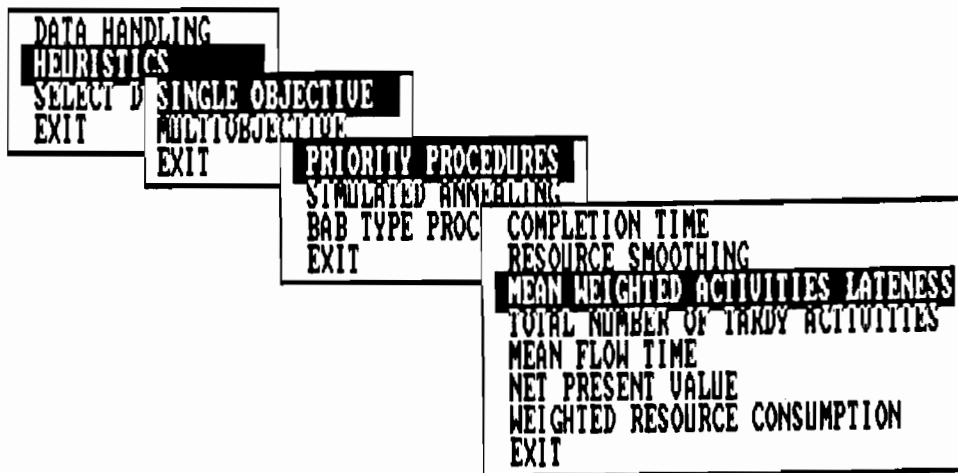 DATA HANDLING
HEURISTICS
SELECT D
EXIT
SINGLE OBJECTIVE
MULTIOBJECTIVE
EXIT
PRIORITY PROCEDURES
SIMULATED ANNEALING
BAB TYPE PROC
EXIT
COMPLETION TIME
RESOURCE SMOOTHING
MEAN WEIGHTED ACTIVITIES LATENESS
TOTAL NUMBER OF TARDY ACTIVITIES
MEAN FLOW TIME
NET PRESENT VALUE
WEIGHTED RESOURCE CONSUMPTION
EXIT